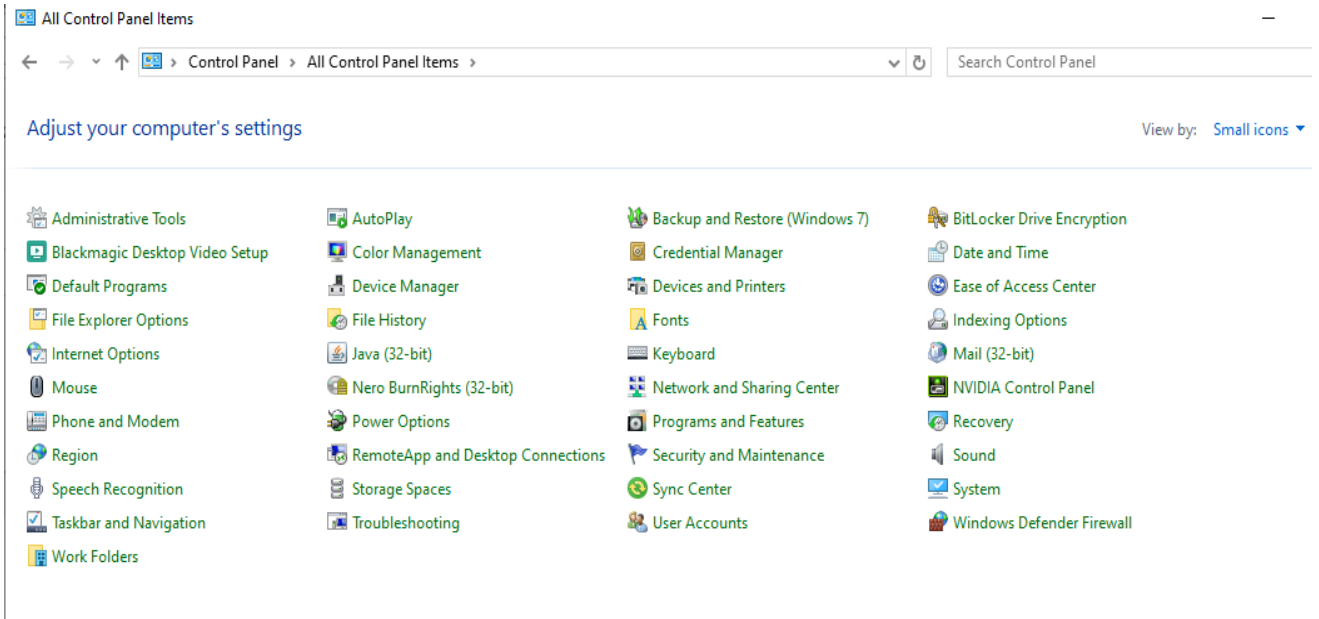 All Control Panel Items
Control Panel > All Control Panel Items >
Search Control Panel
Adjust your computer's settings
View by: Small icons
Administrative Tools AutoPlay Backup and Restore (Windows 7) BitLocker Drive Encryption
Blackmagic Desktop Video Setup Color Management Credential Manager Date and Time
Default Programs Device Manager Devices and Printers Ease of Access Center
File Explorer Options File History Fonts Indexing Options
Internet Options Java (32-bit) Keyboard Mail (32-bit)
Mouse Nero BurnRights (32-bit) Network and Sharing Center NVIDIA Control Panel
Phone and Modem Power Options Programs and Features Recovery
Region RemoteApp and Desktop Connections Security and Maintenance Sound
Speech Recognition Storage Spaces Sync Center System
Taskbar and Navigation Troubleshooting User Accounts Windows Defender Firewall
Work Folders